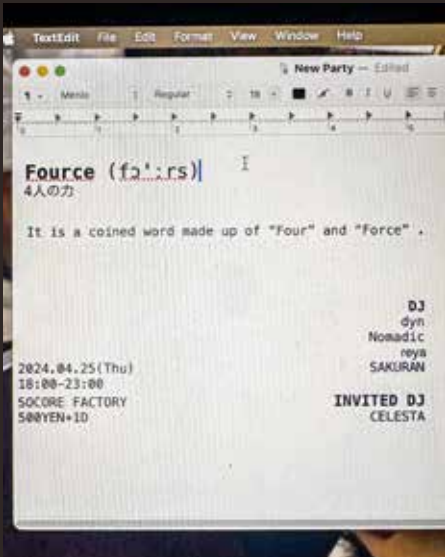 TextEdit File Edit Format View Window Help
New Party — Edited
Menlo Regular 18 B I U
Fource (fɔ':rs)
4人の力
It is a coined word made up of "Four" and "Force" .
DJ
dyn
Nomadic
reya
SAKURAN
2024.04.25(Thu)
18:00-23:00
SOCORE FACTORY
500YEN+1D
INVITED DJ
CELESTA